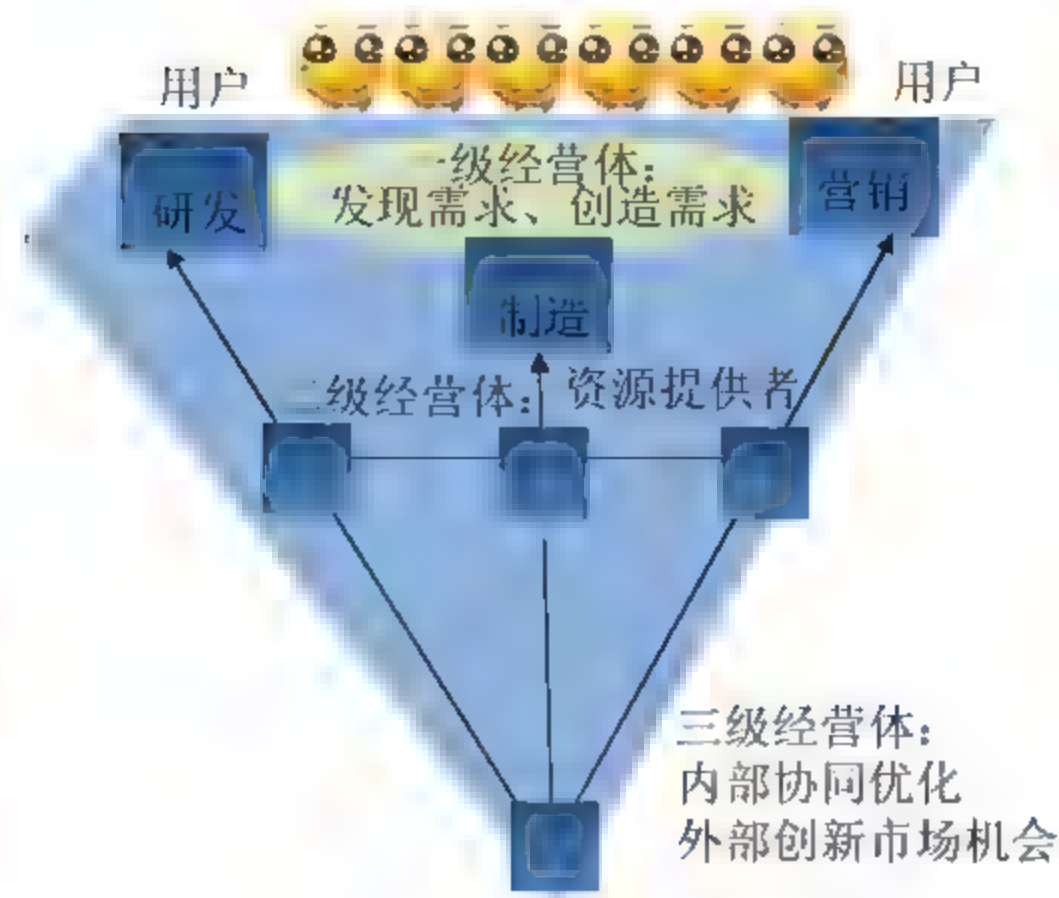 用户
用户
一级经营体:
发现需求、创造需求
研发
营销
制造
二级经营体:
资源提供者
三级经营体:
内部协同优化
外部创新市场机会